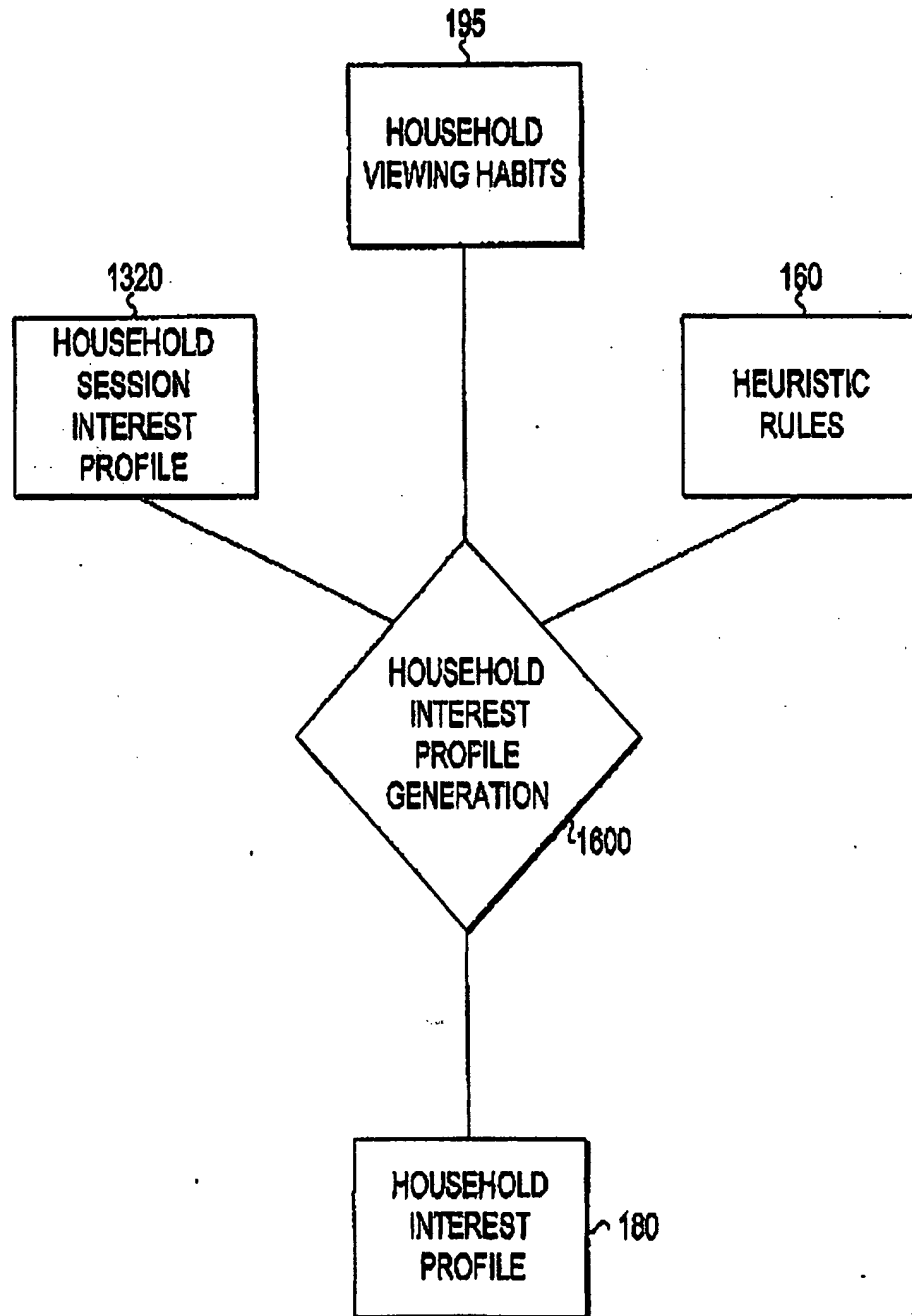 195
HOUSEHOLD
VIEWING HABITS
1320
HOUSEHOLD
SESSION
INTEREST
PROFILE
160
HEURISTIC
RULES
HOUSEHOLD
INTEREST
PROFILE
GENERATION
1600
HOUSEHOLD
INTEREST
PROFILE
180